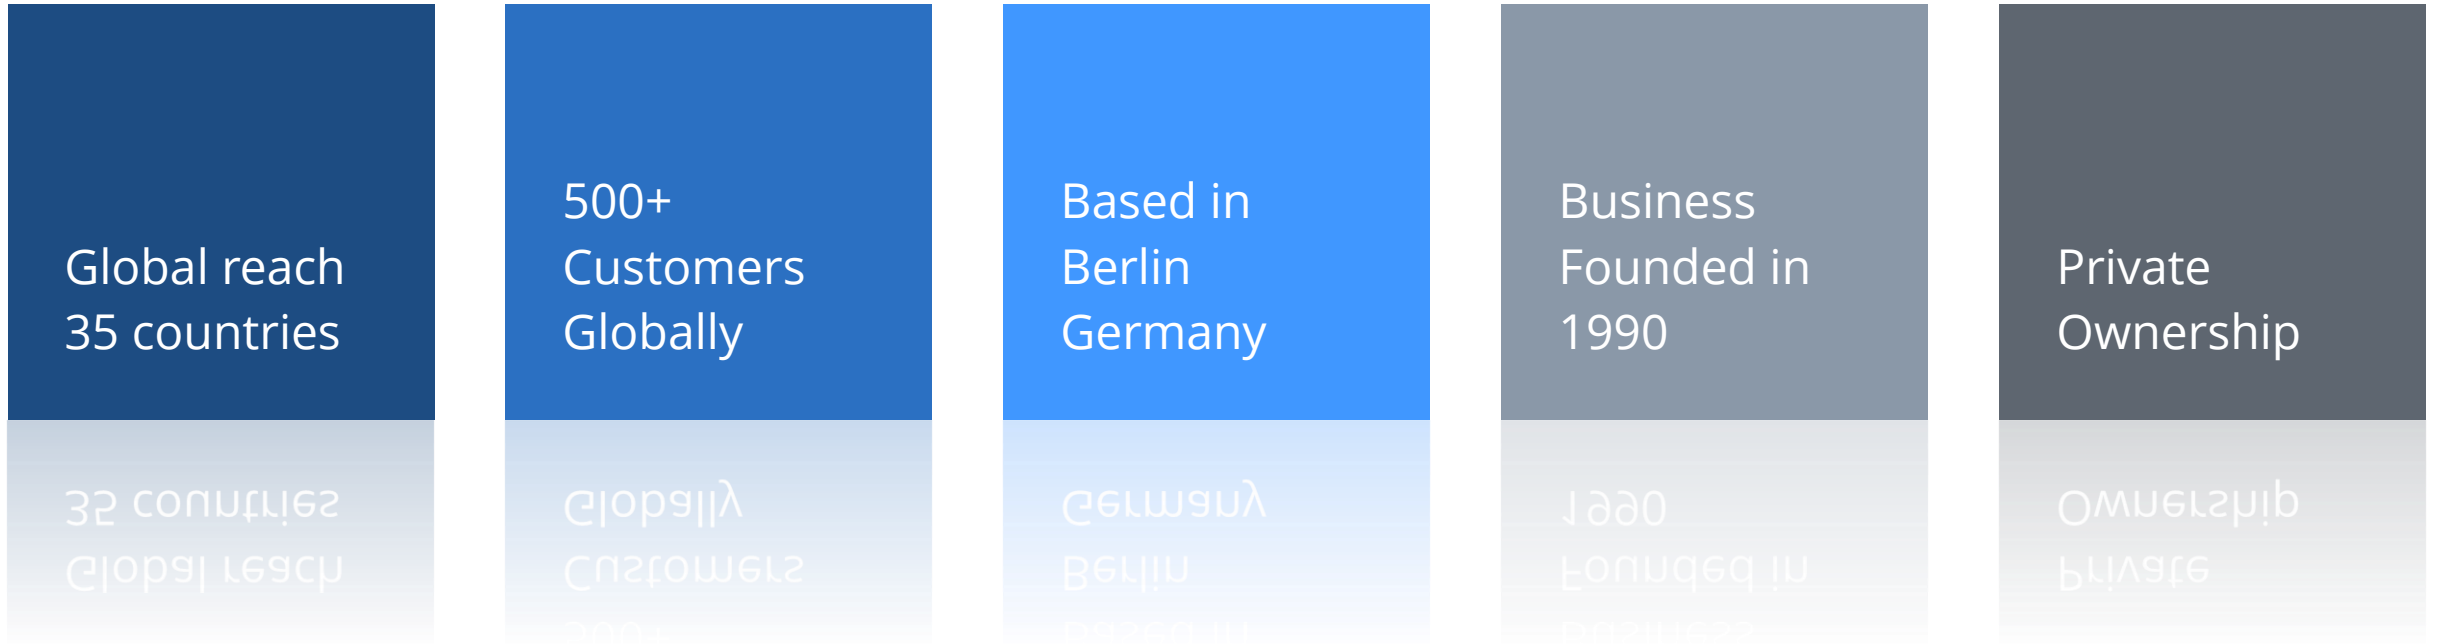 Global reach
35 countries
500+
Customers
Globally
Based in
Berlin
Germany
Business
Founded in
1990
Private
Ownership